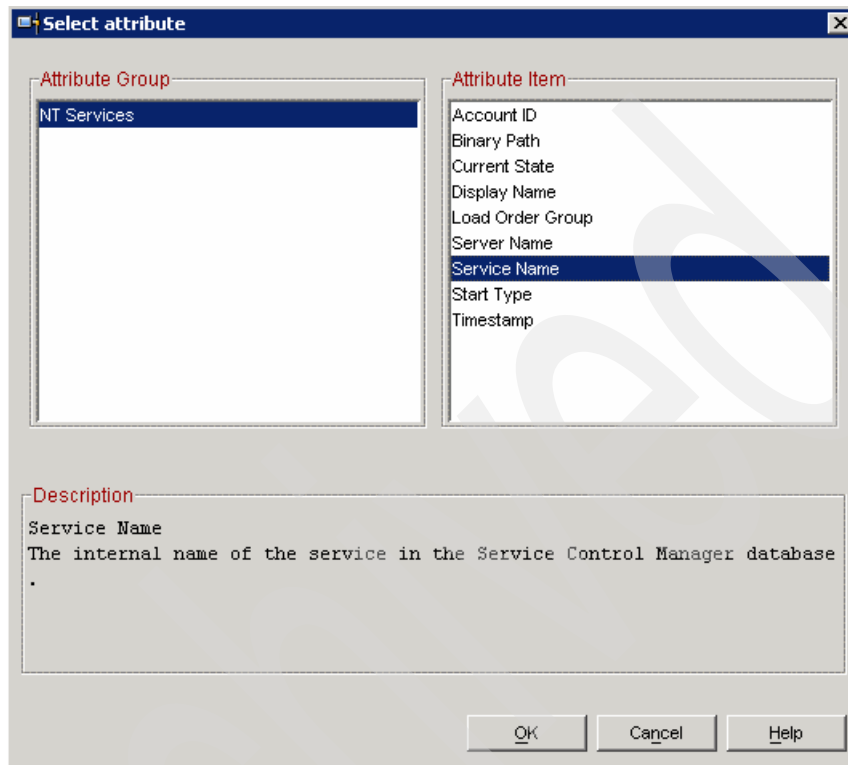 Select attribute
Attribute Group
NT Services
Attribute Item
Account ID
Binary Path
Current State
Display Name
Load Order Group
Server Name
Service Name
Start Type
Timestamp
Description
Service Name
The internal name of the service in the Service Control Manager database
.
OK
Cancel
Help